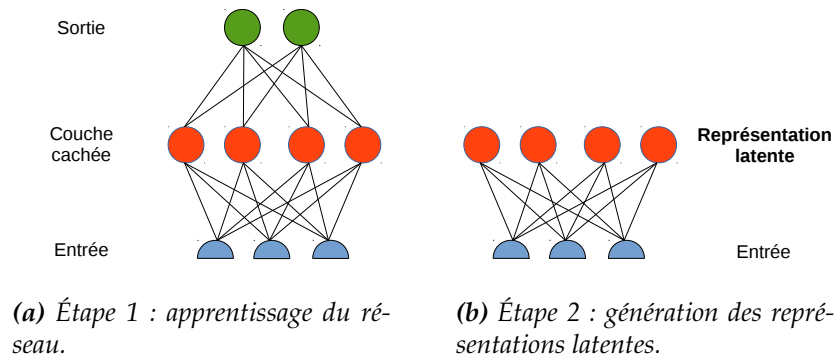 Sortie
Couche
cachée
Entrée
Représentation
latente
Entrée
(a) Étape 1 : apprentissage du ré-
seau.
(b) Étape 2 : génération des repré-
sentations latentes.